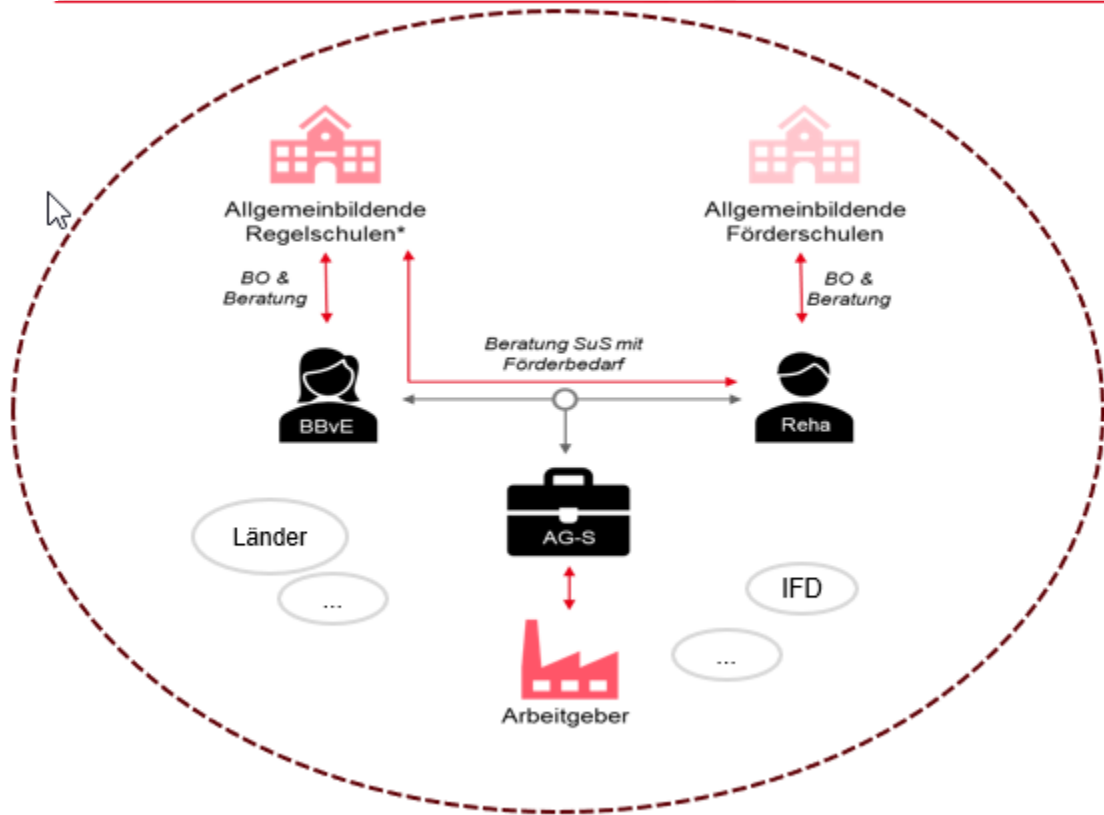 Allgemeinbildende
Regelschulen*
Allgemeinbildende
Förderschulen
BO &
Beratung
BO &
Beratung
Beratung SuS mit
Förderbedarf
BBvE
Reha
AG-S
Länder
...
IFD
...
Arbeitgeber